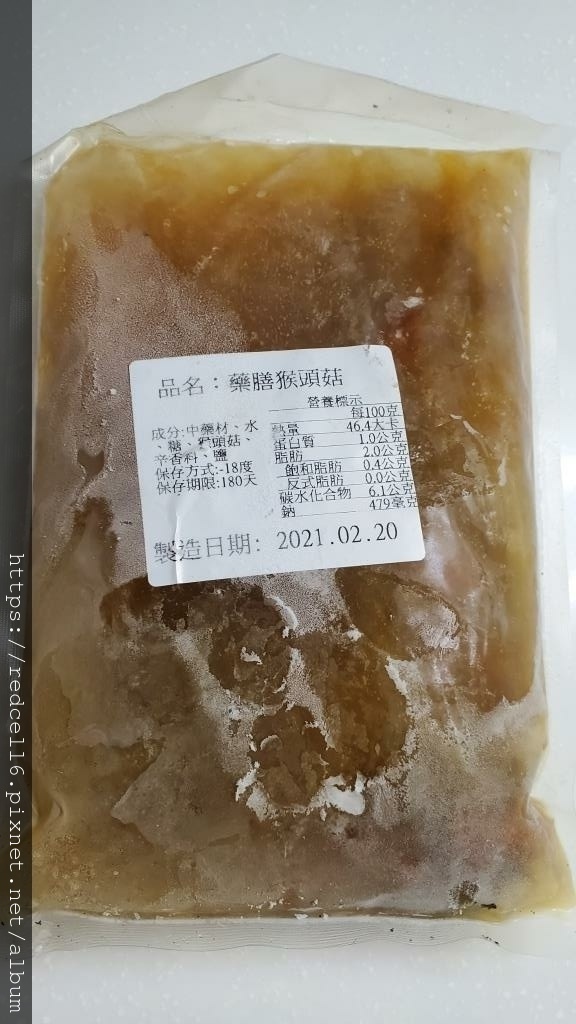 品名：藥膳猴頭菇
成分:中藥材、水
、糖、猴頭菇、
辛香料、鹽
保存方式:-18度
保存期限:180天
營養標示
每100克
熱量 46.4大卡
蛋白質 1.0公克
脂肪 2.0公克
飽和脂肪 0.4公克
反式脂肪 0.0公克
碳水化合物 6.1公克
鈉 479毫克
製造日期: 2021.02.20
https://redcell6.pixnet.net/album